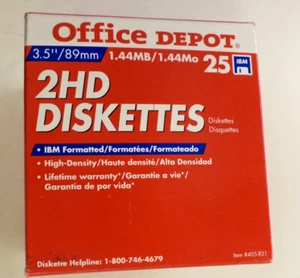 Office DEPOT®
3.5"/89mm 1.44MB/1.44Mo 25 IBM
2HD
DISKETTES Diskettes
Disquettes
• IBM Formatted/Formatées/Formateado
• High-Density/Haute densité/Alta Densidad
• Lifetime warranty*/Garantie a vie*/
Garantia de por vida*
Diskette Helpline: 1-800-746-4679 Item #405-821